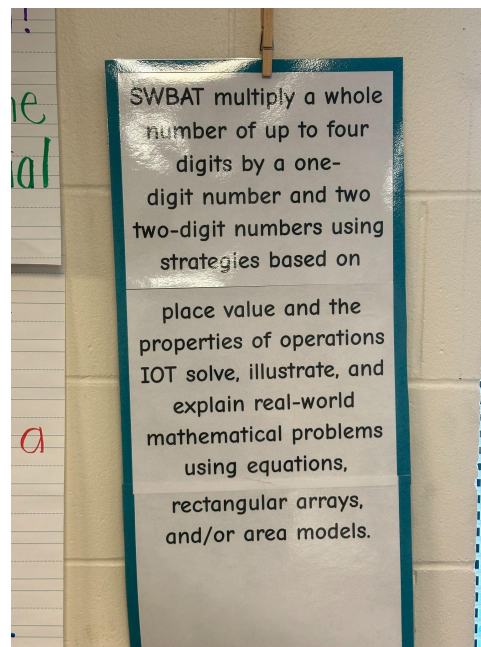 !
e
ial
a
SWBAT multiply a whole
number of up to four
digits by a one-
digit number and two
two-digit numbers using
strategies based on
place value and the
properties of operations
IOT solve, illustrate, and
explain real-world
mathematical problems
using equations,
rectangular arrays,
and/or area models.